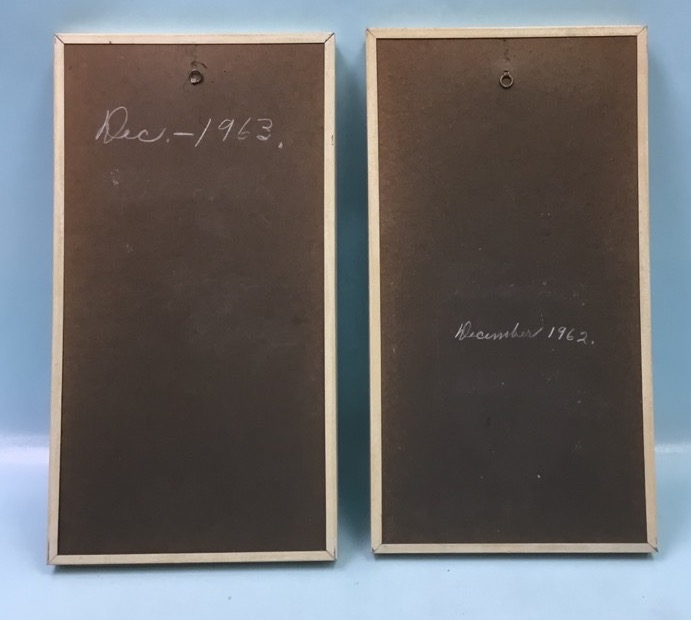 Dec. - 1963.
December 1962.